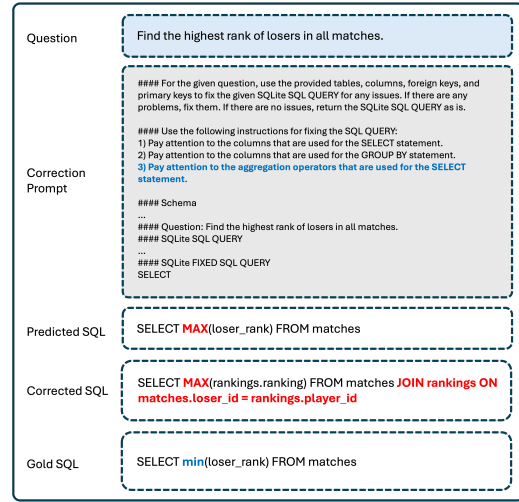 Question
Find the highest rank of losers in all matches.
Correction
Prompt
#### For the given question, use the provided tables, columns, foreign keys, and
primary keys to fix the given SQLite SQL QUERY for any issues. If there are any
problems, fix them. If there are no issues, return the SQLite SQL QUERY as is.
#### Use the following instructions for fixing the SQL QUERY:
1) Pay attention to the columns that are used for the SELECT statement.
2) Pay attention to the columns that are used for the GROUP BY statement.
3) Pay attention to the aggregation operators that are used for the SELECT
statement.
#### Schema
...
#### Question: Find the highest rank of losers in all matches.
#### SQLite SQL QUERY
...
#### SQLite FIXED SQL QUERY
SELECT
Predicted SQL
SELECT MAX(loser_rank) FROM matches
Corrected SQL
SELECT MAX(rankings.ranking) FROM matches JOIN rankings ON
matches.loser_id = rankings.player_id
Gold SQL
SELECT min(loser_rank) FROM matches